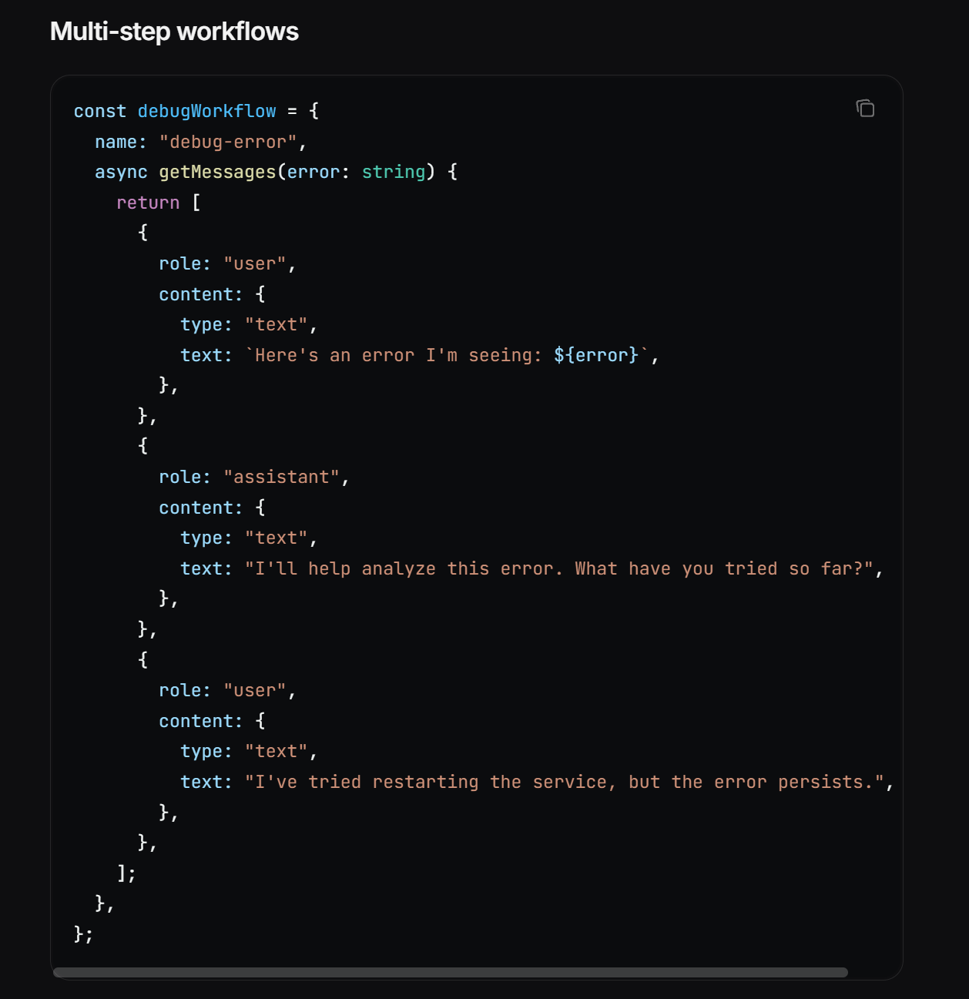 Multi-step workflows
const debugWorkflow = {
  name: "debug-error",
  async getMessages(error: string) {
    return [
      {
        role: "user",
        content: {
          type: "text",
          text: `Here's an error I'm seeing: ${error}`,
        },
      },
      {
        role: "assistant",
        content: {
          type: "text",
          text: "I'll help analyze this error. What have you tried so far?",
        },
      },
      {
        role: "user",
        content: {
          type: "text",
          text: "I've tried restarting the service, but the error persists.",
        },
      },
    ];
  },
};